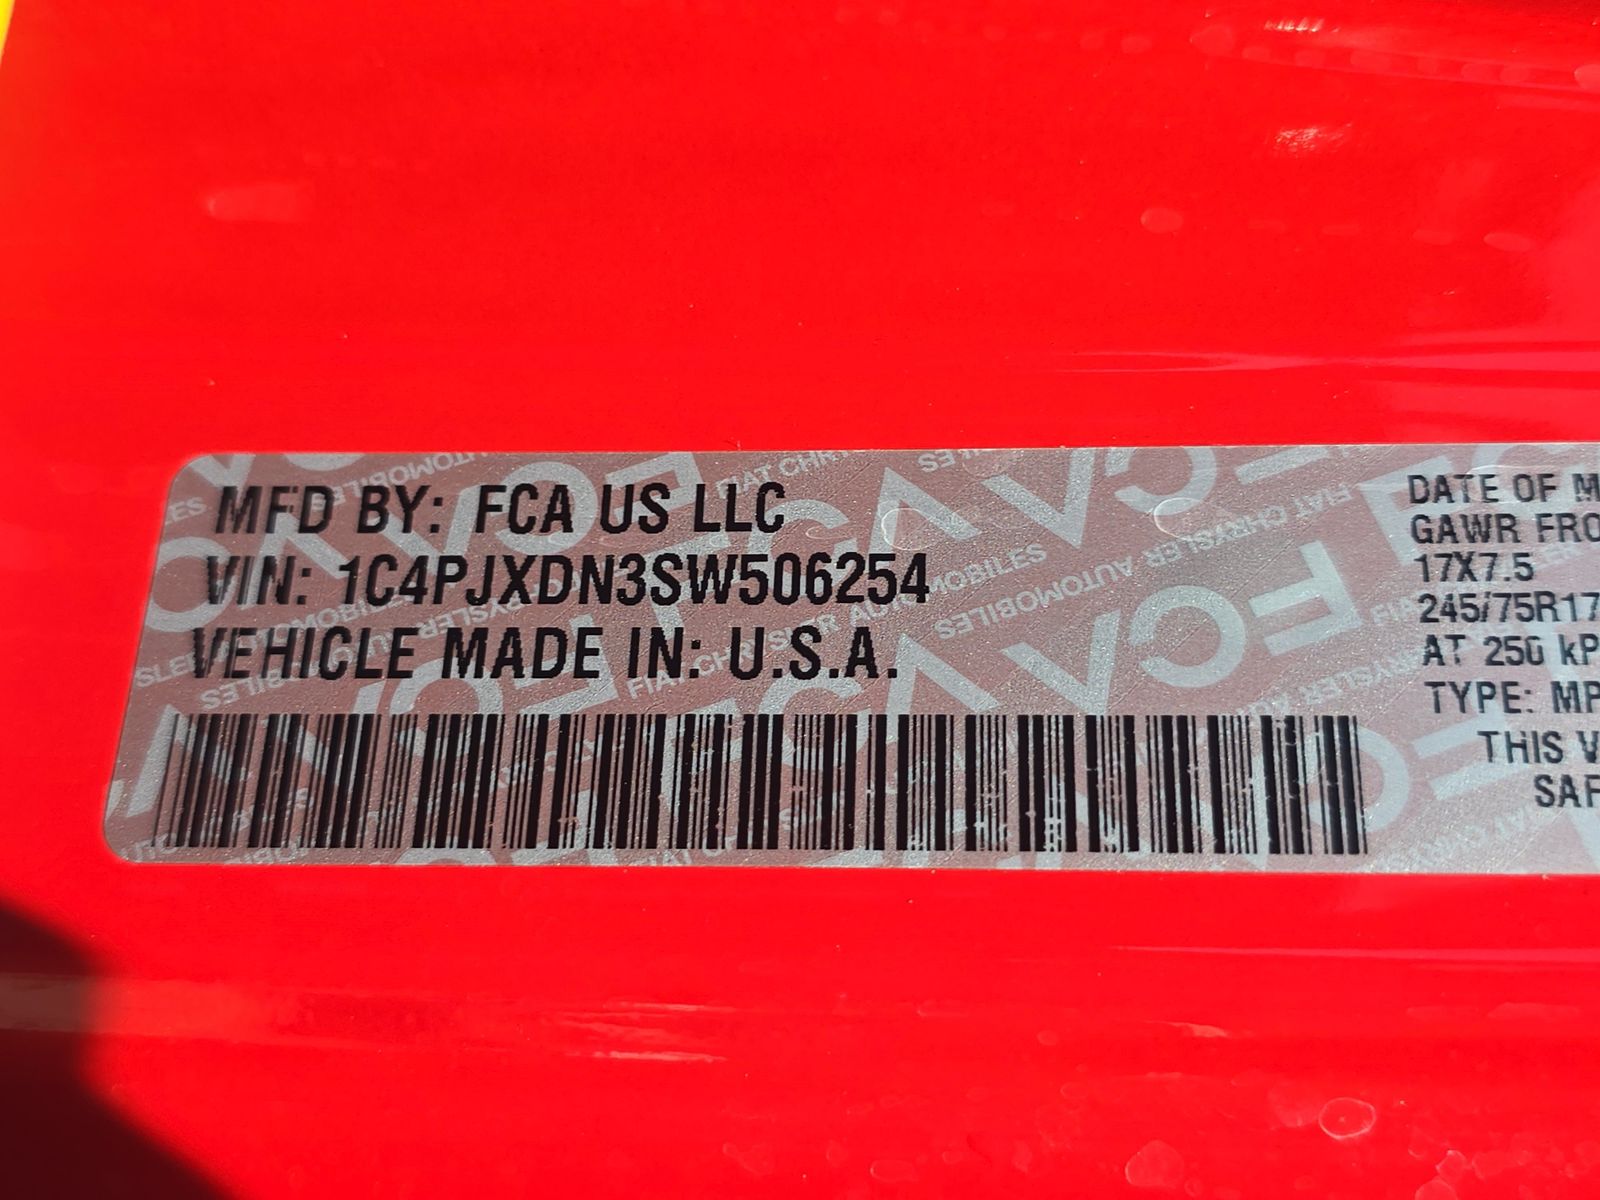 MFD BY: FCA US LLC
VIN: 1C4PJXDN3SW506254
VEHICLE MADE IN: U.S.A.
DATE OF M
GAWR FRO
17X7.5
245/75R17
AT 250 kP
TYPE: MP
THIS V
SAF